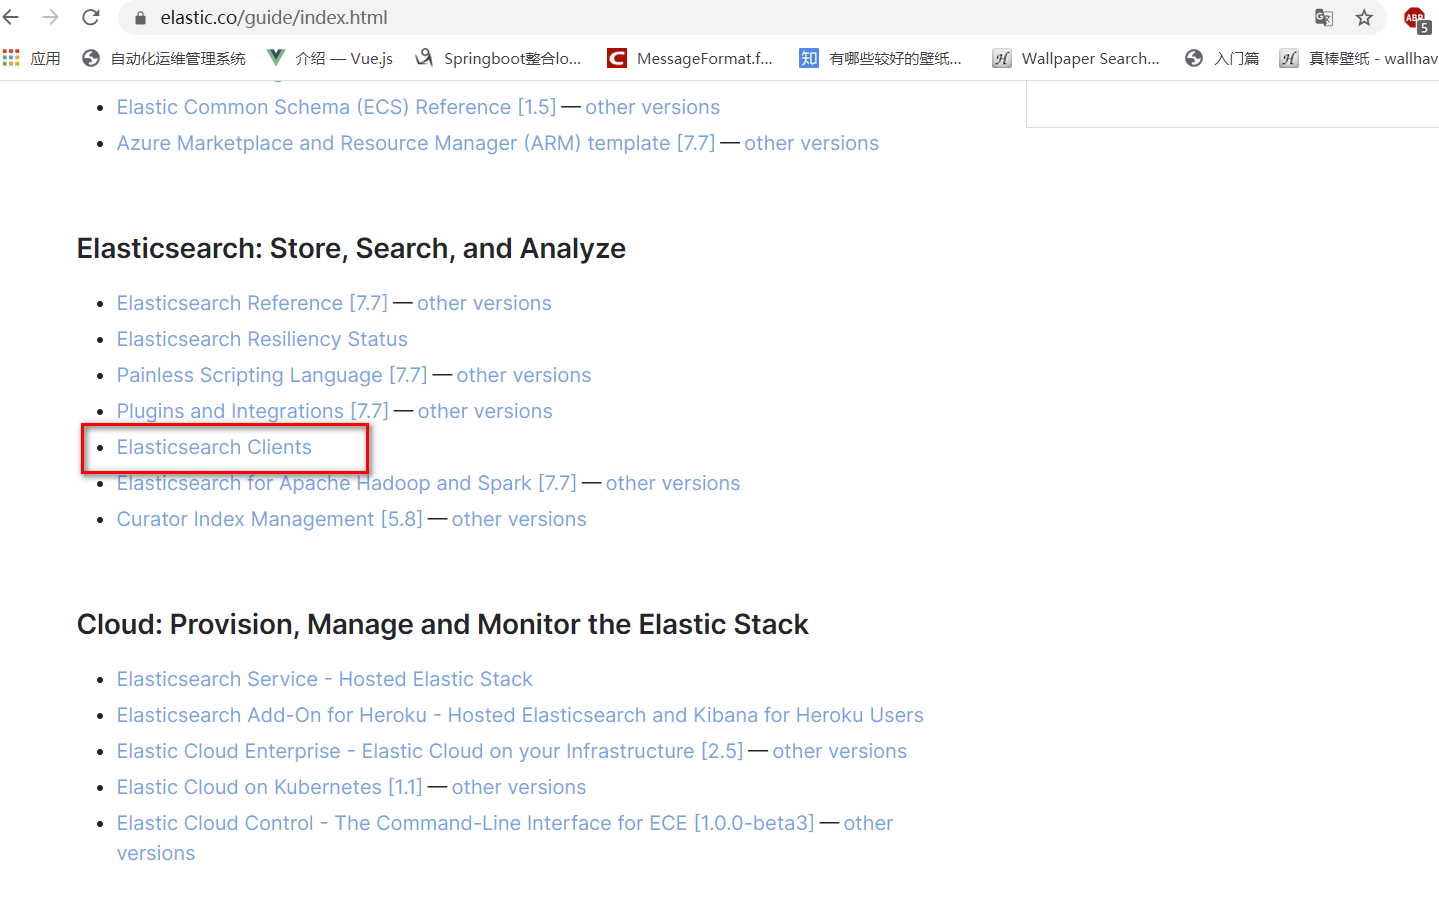 elastic.co/guide/index.html
ABP
5
应用 自动化运维管理系统 介绍 — Vue.js Springboot整合lo... MessageFormat.f... 知 有哪些较好的壁纸... Wallpaper Search... 入门篇 真棒壁纸 - wallhav
Elastic Common Schema (ECS) Reference [1.5] — other versions
Azure Marketplace and Resource Manager (ARM) template [7.7] — other versions
Elasticsearch: Store, Search, and Analyze
Elasticsearch Reference [7.7] — other versions
Elasticsearch Resiliency Status
Painless Scripting Language [7.7] — other versions
Plugins and Integrations [7.7] — other versions
Elasticsearch Clients
Elasticsearch for Apache Hadoop and Spark [7.7] — other versions
Curator Index Management [5.8] — other versions
Cloud: Provision, Manage and Monitor the Elastic Stack
Elasticsearch Service - Hosted Elastic Stack
Elasticsearch Add-On for Heroku - Hosted Elasticsearch and Kibana for Heroku Users
Elastic Cloud Enterprise - Elastic Cloud on your Infrastructure [2.5] — other versions
Elastic Cloud on Kubernetes [1.1] — other versions
Elastic Cloud Control - The Command-Line Interface for ECE [1.0.0-beta3] — other
versions